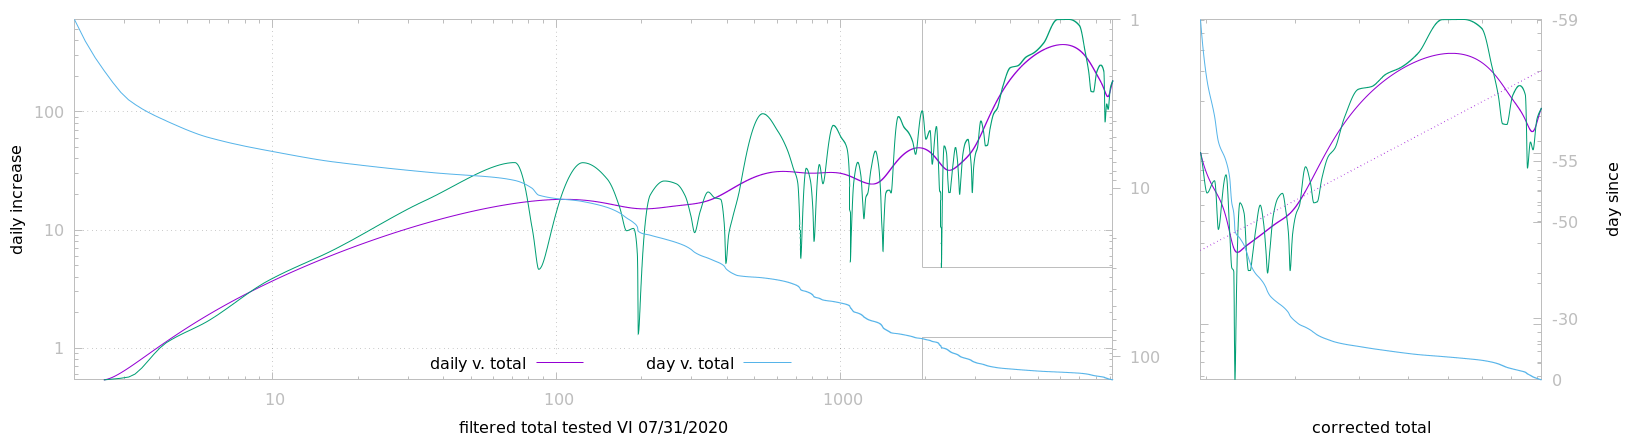 daily increase
100
10
1
10
100
1000
filtered total tested VI 07/31/2020
daily v. total
day v. total
1
10
100
-59
-55
-50
-30
0
day since
corrected total